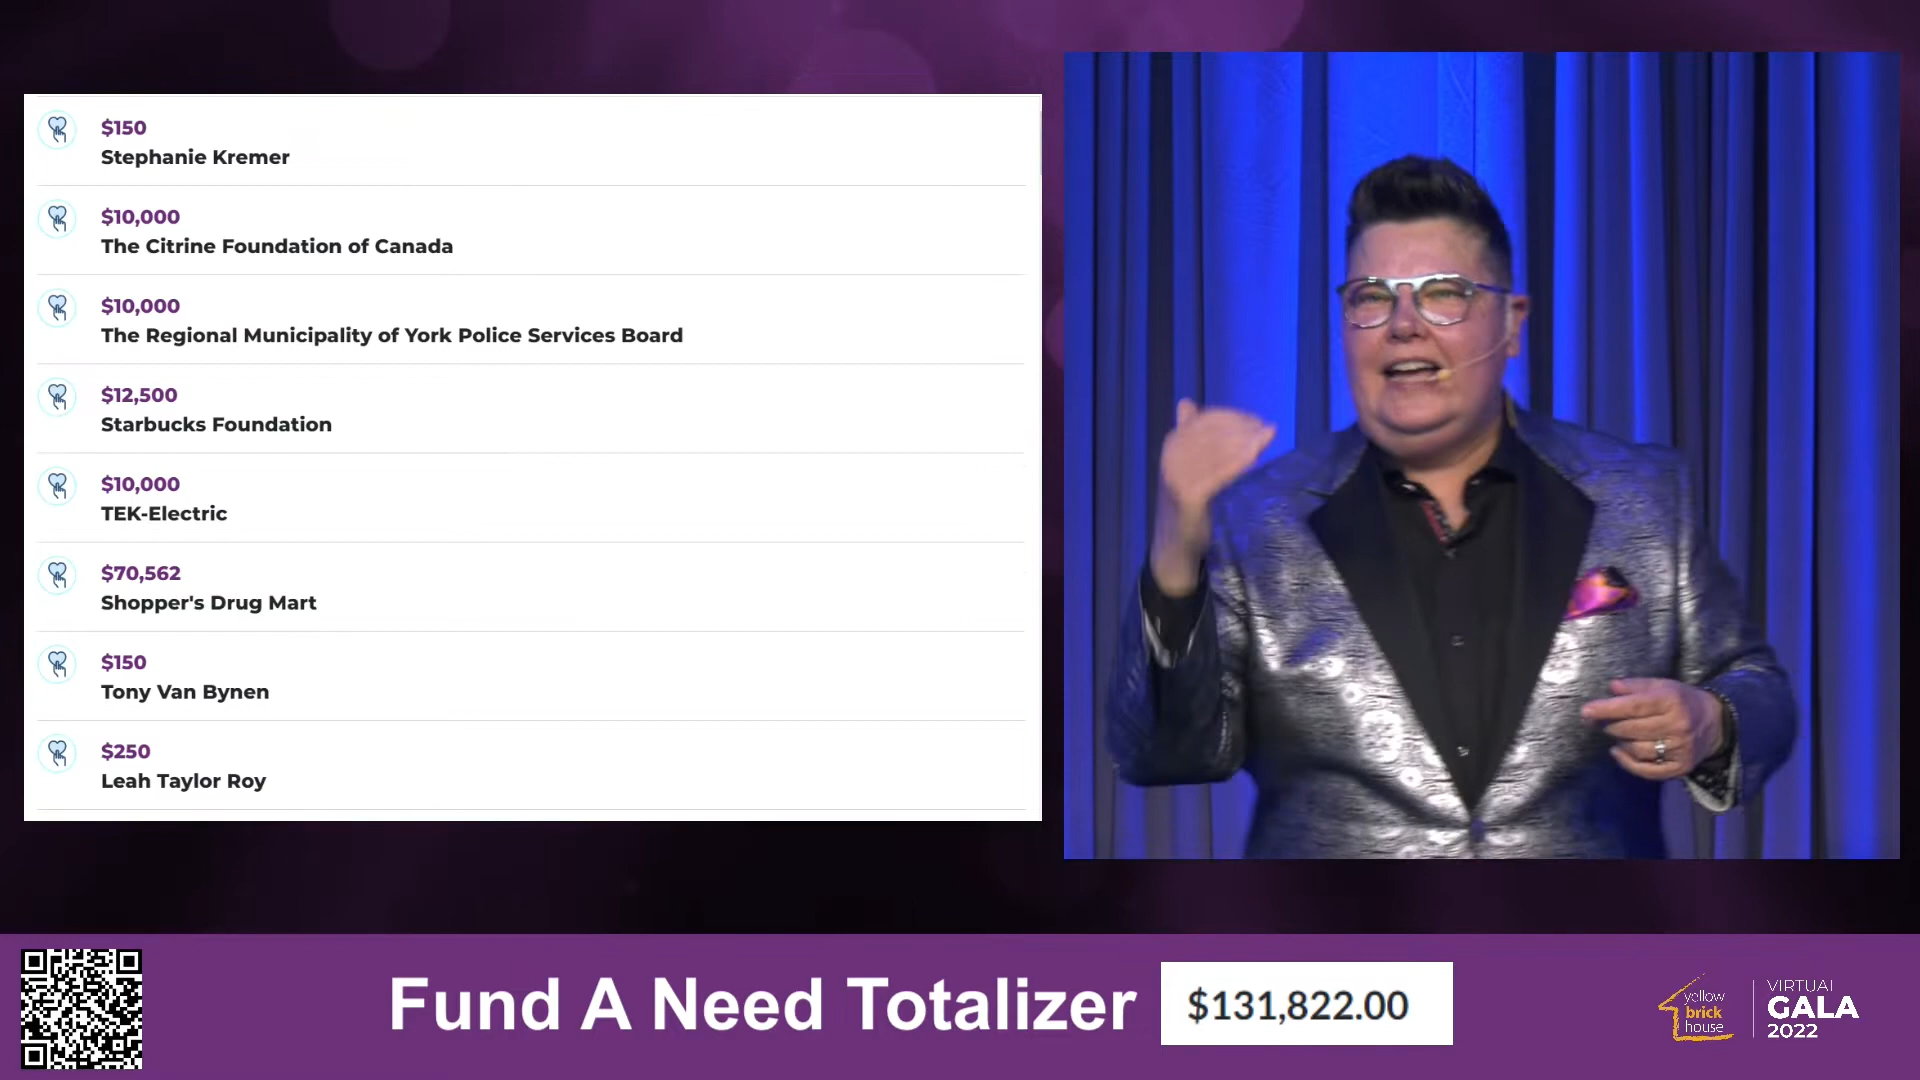 $150
Stephanie Kremer
$10,000
The Citrine Foundation of Canada
$10,000
The Regional Municipality of York Police Services Board
$12,500
Starbucks Foundation
$10,000
TEK-Electric
$70,562
Shopper's Drug Mart
$150
Tony Van Bynen
$250
Leah Taylor Roy
Fund A Need Totalizer
$131,822.00
yellow
brick
house
VIRTUAL
GALA
2022